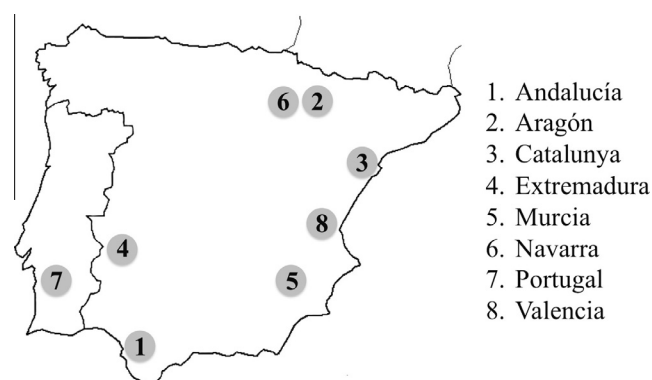 6 2
3
8
4
7
5
1
1. Andalucía
2. Aragón
3. Catalunya
4. Extremadura
5. Murcia
6. Navarra
7. Portugal
8. Valencia